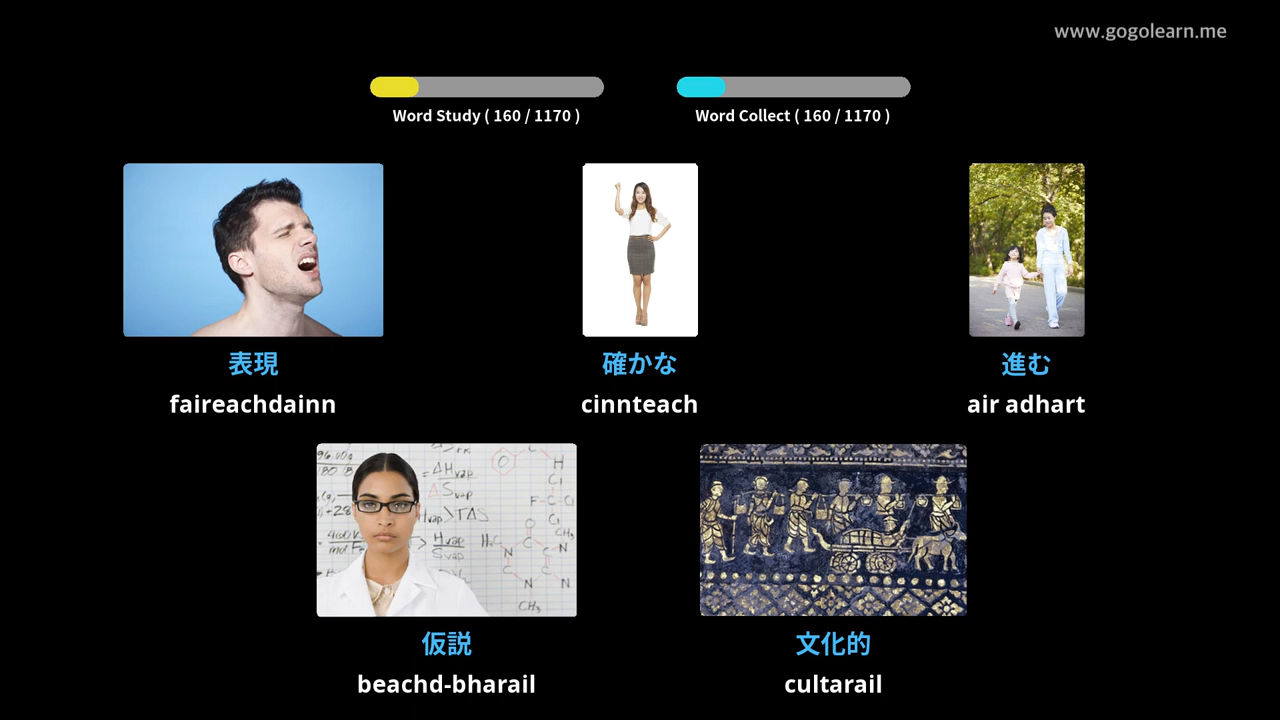 www.gogolearn.me
Word Study ( 160 / 1170 )
Word Collect ( 160 / 1170 )
表現
faireachdainn
確かな
cinnteach
進む
air adhart
仮説
beachd-bharail
文化的
cultarail